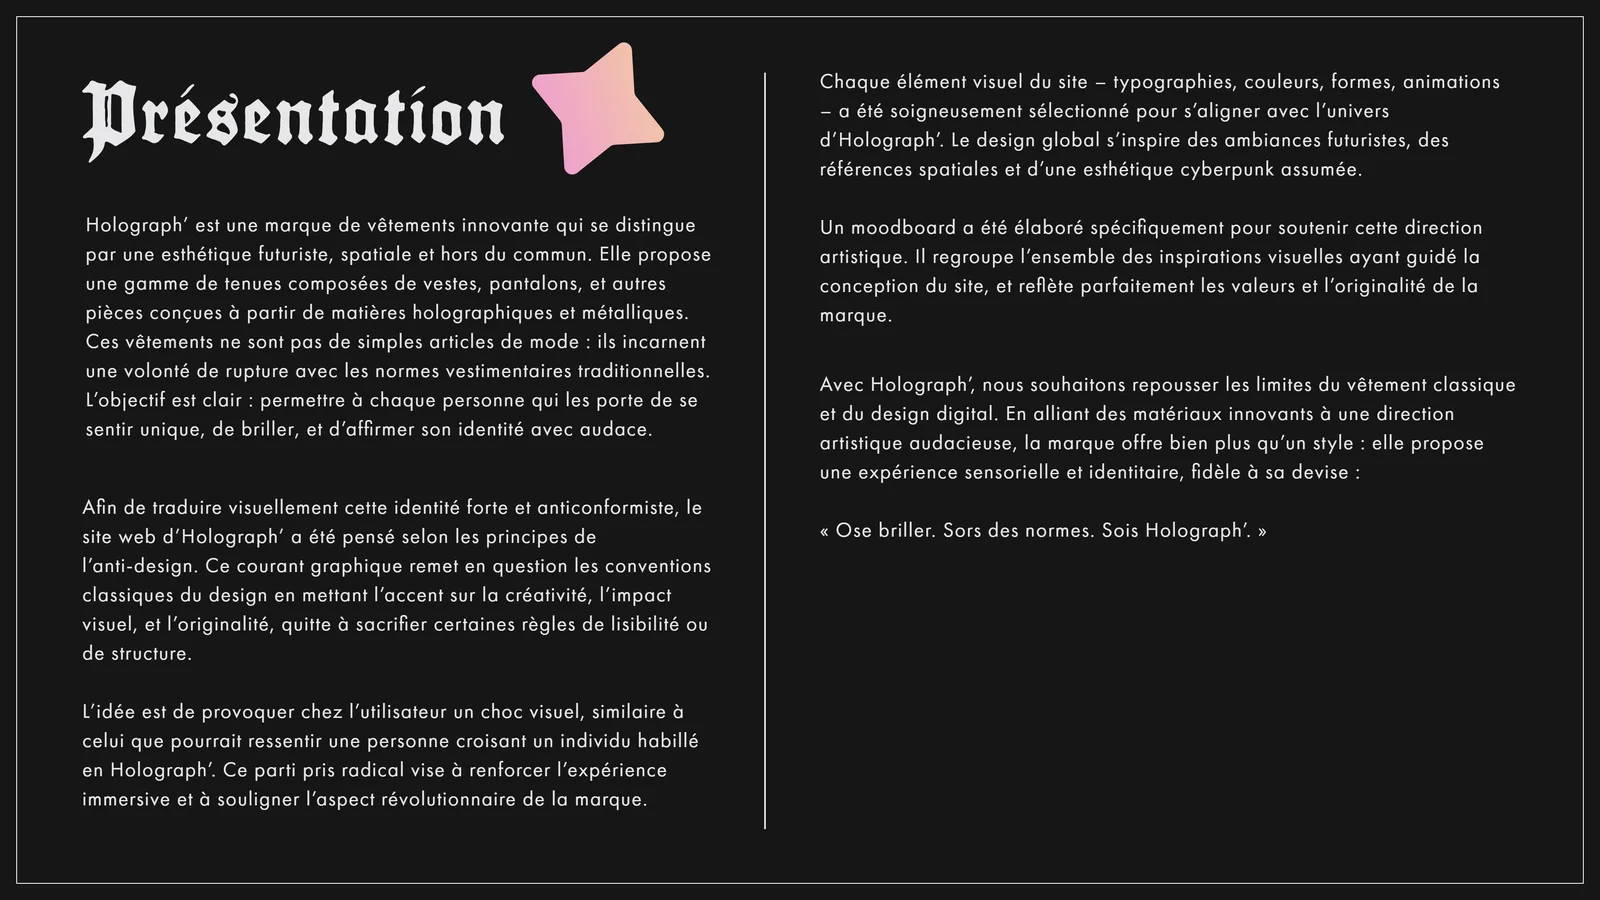 Présentation
Holograph’ est une marque de vêtements innovante qui se distingue
par une esthétique futuriste, spatiale et hors du commun. Elle propose
une gamme de tenues composées de vestes, pantalons, et autres
pièces conçues à partir de matières holographiques et métalliques.
Ces vêtements ne sont pas de simples articles de mode : ils incarnent
une volonté de rupture avec les normes vestimentaires traditionnelles.
L’objectif est clair : permettre à chaque personne qui les porte de se
sentir unique, de briller, et d’affirmer son identité avec audace.
Afin de traduire visuellement cette identité forte et anticonformiste, le
site web d’Holograph’ a été pensé selon les principes de
l’anti-design. Ce courant graphique remet en question les conventions
classiques du design en mettant l’accent sur la créativité, l’impact
visuel, et l’originalité, quitte à sacrifier certaines règles de lisibilité ou
de structure.
L’idée est de provoquer chez l’utilisateur un choc visuel, similaire à
celui que pourrait ressentir une personne croisant un individu habillé
en Holograph’. Ce parti pris radical vise à renforcer l’expérience
immersive et à souligner l’aspect révolutionnaire de la marque.
Chaque élément visuel du site – typographies, couleurs, formes, animations
– a été soigneusement sélectionné pour s’aligner avec l’univers
d’Holograph’. Le design global s’inspire des ambiances futuristes, des
références spatiales et d’une esthétique cyberpunk assumée.
Un moodboard a été élaboré spécifiquement pour soutenir cette direction
artistique. Il regroupe l’ensemble des inspirations visuelles ayant guidé la
conception du site, et reflète parfaitement les valeurs et l’originalité de la
marque.
Avec Holograph’, nous souhaitons repousser les limites du vêtement classique
et du design digital. En alliant des matériaux innovants à une direction
artistique audacieuse, la marque offre bien plus qu’un style : elle propose
une expérience sensorielle et identitaire, fidèle à sa devise :
« Ose briller. Sors des normes. Sois Holograph’. »